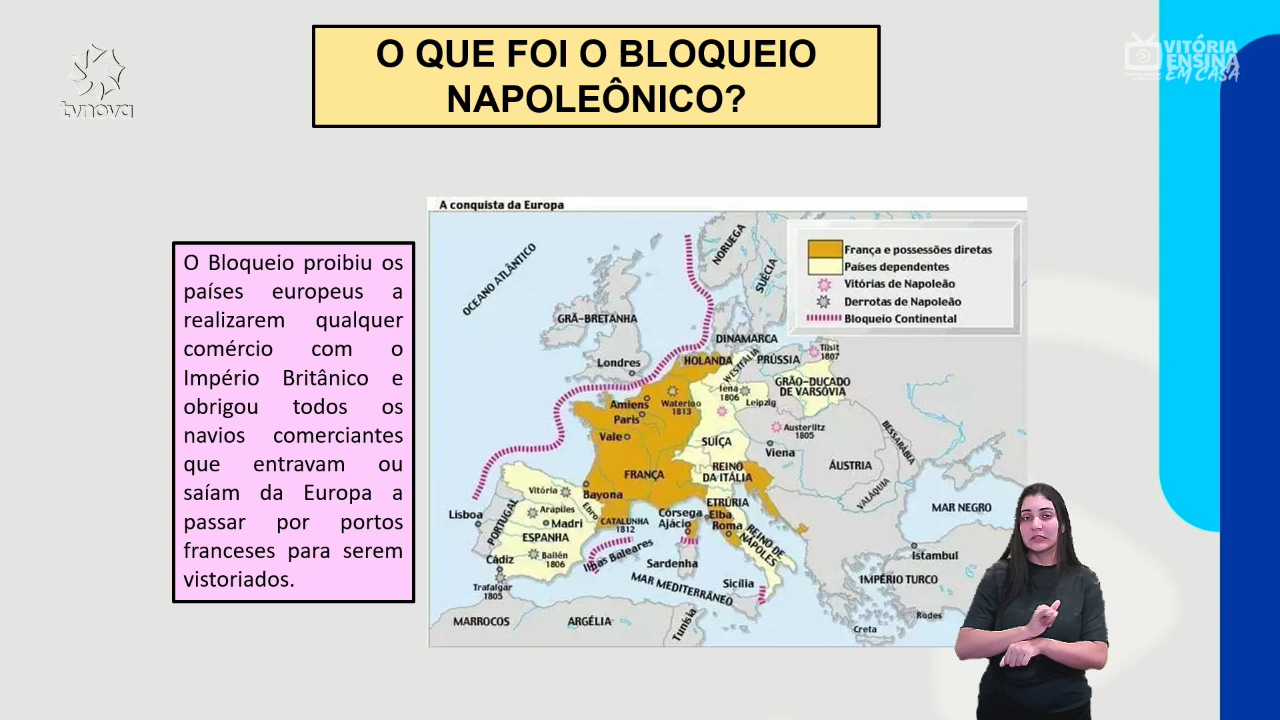 O QUE FOI O BLOQUEIO
NAPOLEÔNICO?
tvnova
VITÓRIA
ENSINA
EM CASA
O Bloqueio proibiu os
países europeus a
realizarem qualquer
comércio com o
Império Britânico e
obrigou todos os
navios comerciantes
que entravam ou
saíam da Europa a
passar por portos
franceses para serem
vistoriados.
A conquista da Europa
França e possessões diretas
Países dependentes
Vitórias de Napoleão
Derrotas de Napoleão
Bloqueio Continental
OCEANO ATLÂNTICO
NORUEGA
SUÉCIA
GRÃ-BRETANHA
DINAMARCA
Londres
HOLANDA
WESTFÁLIA
PRÚSSIA
Tilsit
1807
GRÃO-DUCADO
DE VARSÓVIA
Iena
1806
Leipzig
Amiens
Waterloo
1813
Paris
Vale
Austerlitz
1805
Viena
BESSARÁBIA
SUÍÇA
ÁUSTRIA
FRANÇA
REINO
DA ITÁLIA
VALÁQUIA
Vitória
Bayona
Ebro
ETRÚRIA
MAR NEGRO
Lisboa
PORTUGAL
Arapiles
Madri
CATALUNHA
1812
Córsega
Ajácio
Elba
Roma
REINO DE
NÁPOLES
ESPANHA
Cádiz
Bailén
1806
Ilhas Baleares
Sardenha
Istambul
Trafalgar
1805
MAR MEDITERRÂNEO
Sicília
IMPÉRIO TURCO
MARROCOS
ARGÉLIA
Tunísia
Creta
Rodes